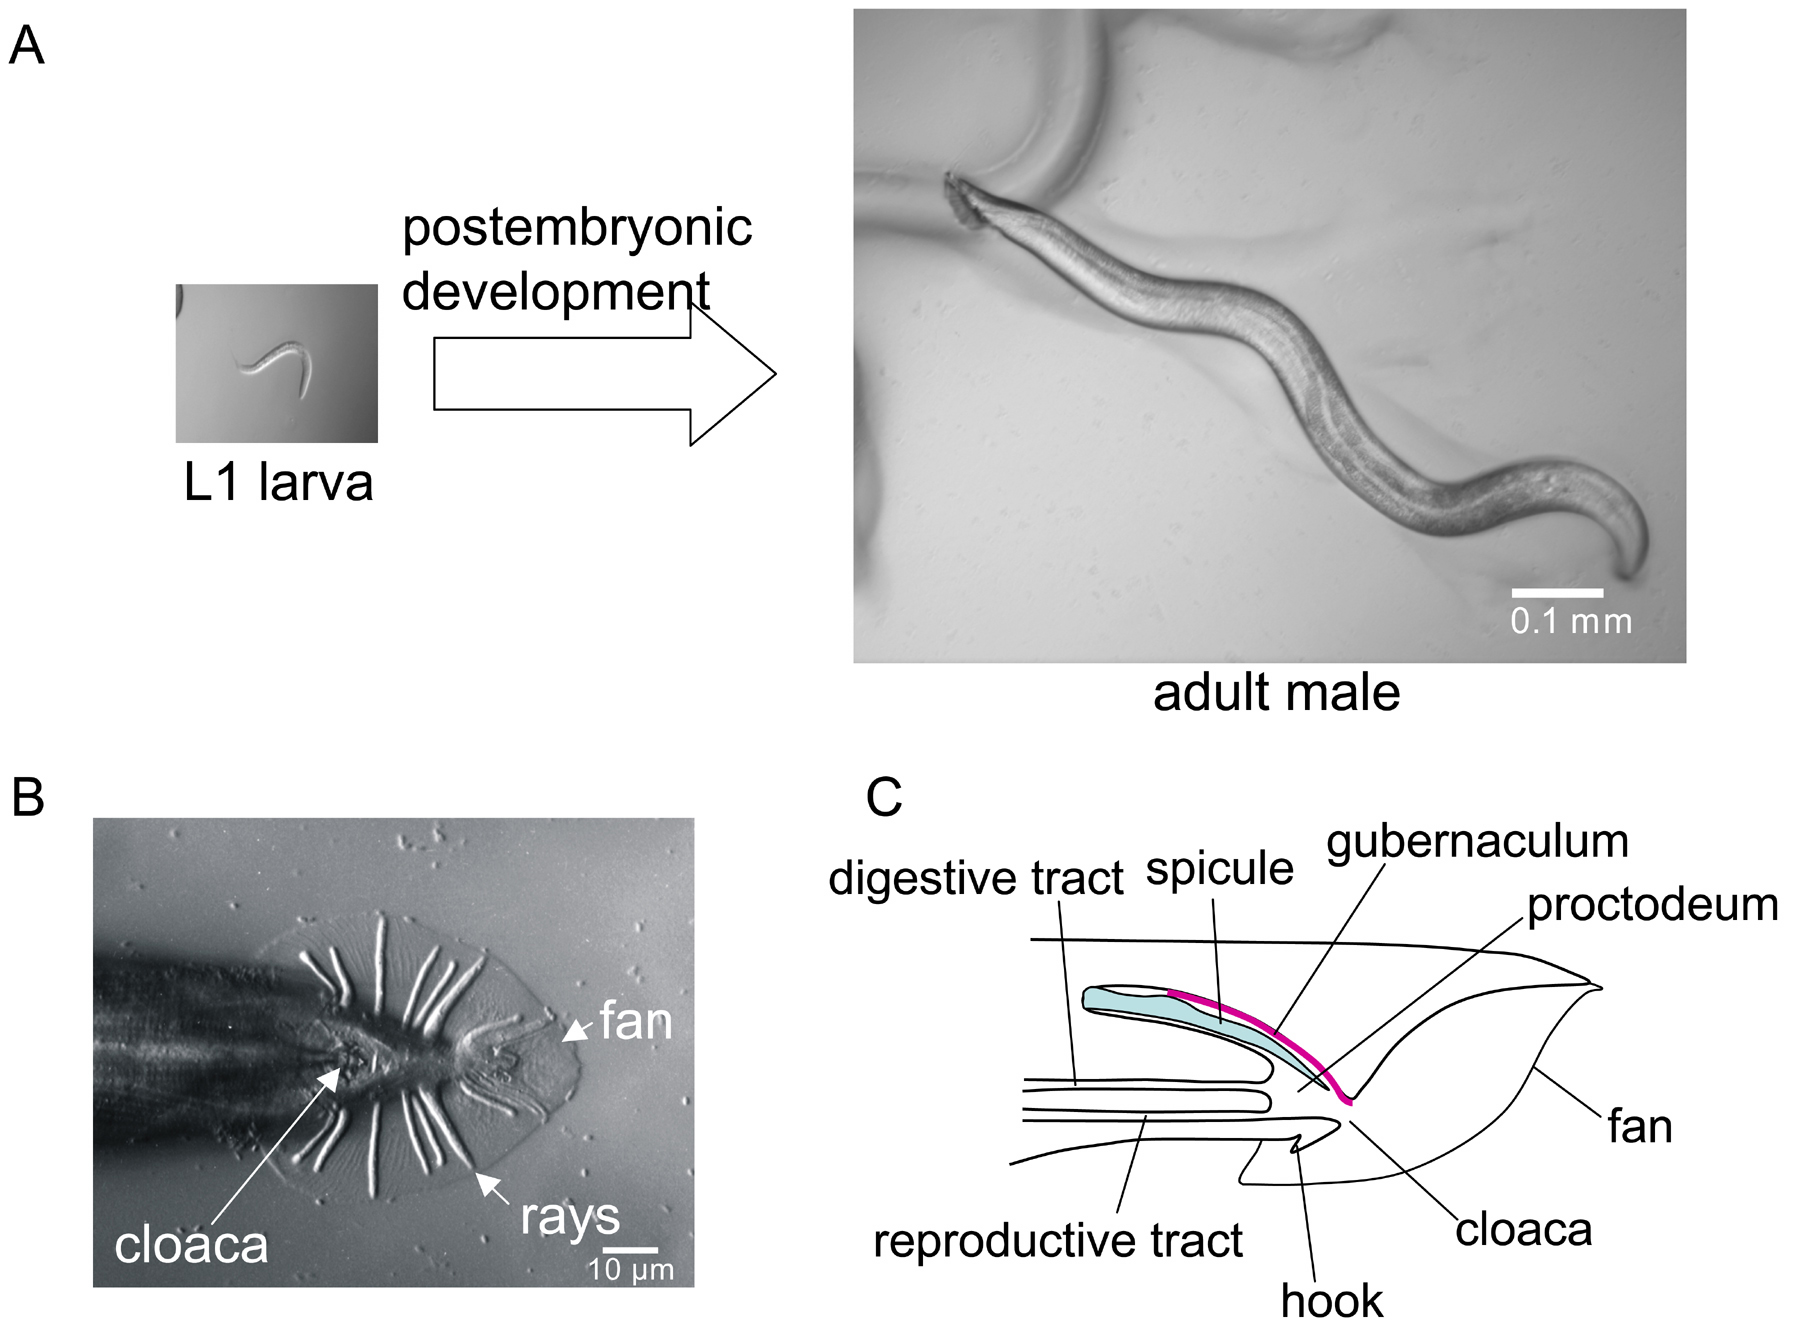 A
postembryonic
development
L1 larva
0.1 mm
adult male
B
fan
rays
cloaca
10 µm
C
gubernaculum
digestive tract
spicule
proctodeum
fan
reproductive tract
cloaca
hook